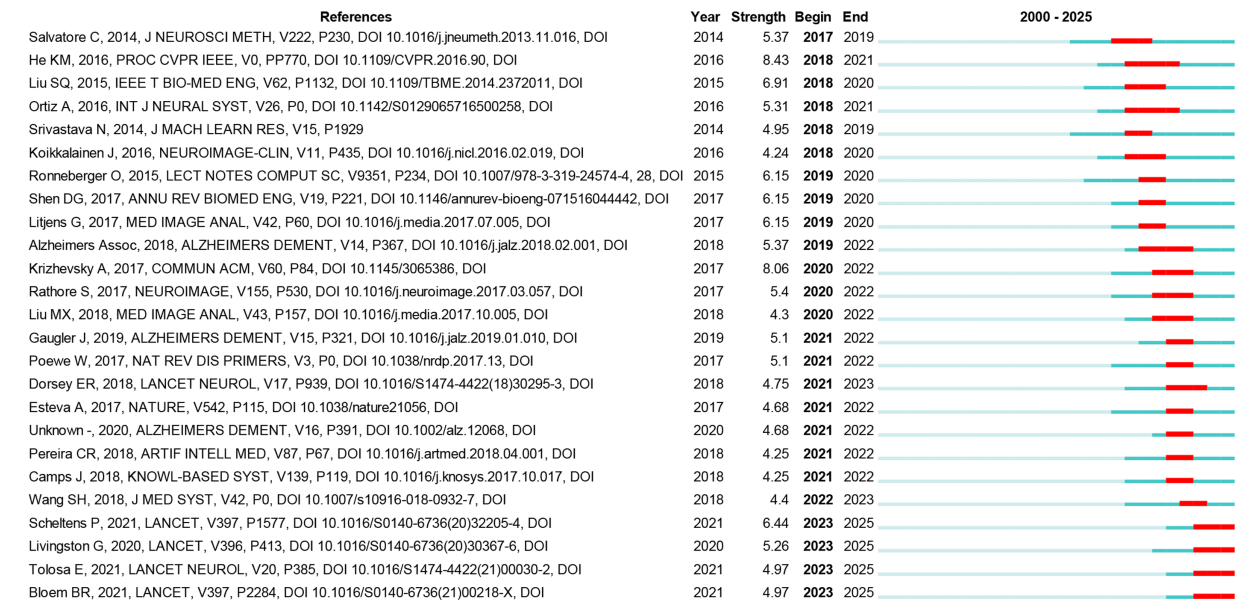 References Year Strength Begin End 2000 - 2025
Salvatore C, 2014, J NEUROSCI METH, V222, P230, DOI 10.1016/j.jneumeth.2013.11.016, DOI 2014 5.37 2017 2019
He KM, 2016, PROC CVPR IEEE, V0, PP770, DOI 10.1109/CVPR.2016.90, DOI 2016 8.43 2018 2021
Liu SQ, 2015, IEEE T BIO-MED ENG, V62, P1132, DOI 10.1109/TBME.2014.2372011, DOI 2015 6.91 2018 2020
Ortiz A, 2016, INT J NEURAL SYST, V26, P0, DOI 10.1142/S0129065716500258, DOI 2016 5.31 2018 2021
Srivastava N, 2014, J MACH LEARN RES, V15, P1929 2014 4.95 2018 2019
Koikkalainen J, 2016, NEUROIMAGE-CLIN, V11, P435, DOI 10.1016/j.nicl.2016.02.019, DOI 2016 4.24 2018 2020
Ronneberger O, 2015, LECT NOTES COMPUT SC, V9351, P234, DOI 10.1007/978-3-319-24574-4, 28, DOI 2015 6.15 2019 2020
Shen DG, 2017, ANNU REV BIOMED ENG, V19, P221, DOI 10.1146/annurev-bioeng-071516044442, DOI 2017 6.15 2019 2020
Litjens G, 2017, MED IMAGE ANAL, V42, P60, DOI 10.1016/j.media.2017.07.005, DOI 2017 6.15 2019 2020
Alzheimers Assoc, 2018, ALZHEIMERS DEMENT, V14, P367, DOI 10.1016/j.jalz.2018.02.001, DOI 2018 5.37 2019 2022
Krizhevsky A, 2017, COMMUN ACM, V60, P84, DOI 10.1145/3065386, DOI 2017 8.06 2020 2022
Rathore S, 2017, NEUROIMAGE, V155, P530, DOI 10.1016/j.neuroimage.2017.03.057, DOI 2017 5.4 2020 2022
Liu MX, 2018, MED IMAGE ANAL, V43, P157, DOI 10.1016/j.media.2017.10.005, DOI 2018 4.3 2020 2022
Gaugler J, 2019, ALZHEIMERS DEMENT, V15, P321, DOI 10.1016/j.jalz.2019.01.010, DOI 2019 5.1 2021 2022
Poewe W, 2017, NAT REV DIS PRIMERS, V3, P0, DOI 10.1038/nrdp.2017.13, DOI 2017 5.1 2021 2022
Dorsey ER, 2018, LANCET NEUROL, V17, P939, DOI 10.1016/S1474-4422(18)30295-3, DOI 2018 4.75 2021 2023
Esteva A, 2017, NATURE, V542, P115, DOI 10.1038/nature21056, DOI 2017 4.68 2021 2022
Unknown -, 2020, ALZHEIMERS DEMENT, V16, P391, DOI 10.1002/alz.12068, DOI 2020 4.68 2021 2022
Pereira CR, 2018, ARTIF INTELL MED, V87, P67, DOI 10.1016/j.artmed.2018.04.001, DOI 2018 4.25 2021 2022
Camps J, 2018, KNOWL-BASED SYST, V139, P119, DOI 10.1016/j.knosys.2017.10.017, DOI 2018 4.25 2021 2022
Wang SH, 2018, J MED SYST, V42, P0, DOI 10.1007/s10916-018-0932-7, DOI 2018 4.4 2022 2023
Scheltens P, 2021, LANCET, V397, P1577, DOI 10.1016/S0140-6736(20)32205-4, DOI 2021 6.44 2023 2025
Livingston G, 2020, LANCET, V396, P413, DOI 10.1016/S0140-6736(20)30367-6, DOI 2020 5.26 2023 2025
Tolosa E, 2021, LANCET NEUROL, V20, P385, DOI 10.1016/S1474-4422(21)00030-2, DOI 2021 4.97 2023 2025
Bloem BR, 2021, LANCET, V397, P2284, DOI 10.1016/S0140-6736(21)00218-X, DOI 2021 4.97 2023 2025